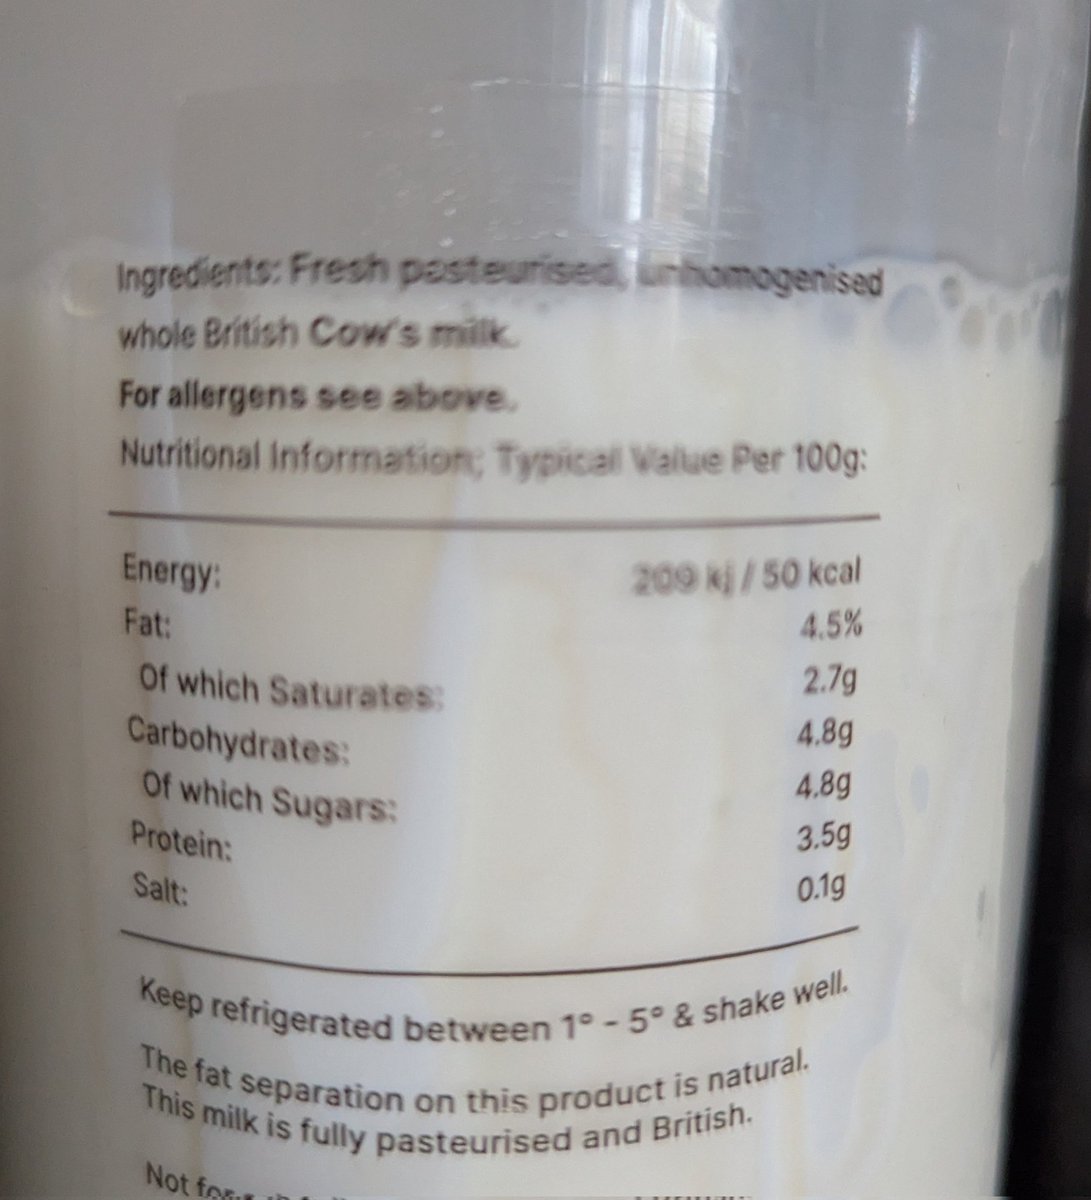 Ingredients: Fresh pasteurised, unhomogenised
whole British Cow's milk.
For allergens see above.
Nutritional Information; Typical Value Per 100g:
Energy: 209 kj / 50 kcal
Fat: 4.5%
Of which Saturates: 2.7g
Carbohydrates: 4.8g
Of which Sugars: 4.8g
Protein: 3.5g
Salt: 0.1g
Keep refrigerated between 1° - 5° & shake well.
The fat separation on this product is natural.
This milk is fully pasteurised and British.
Not